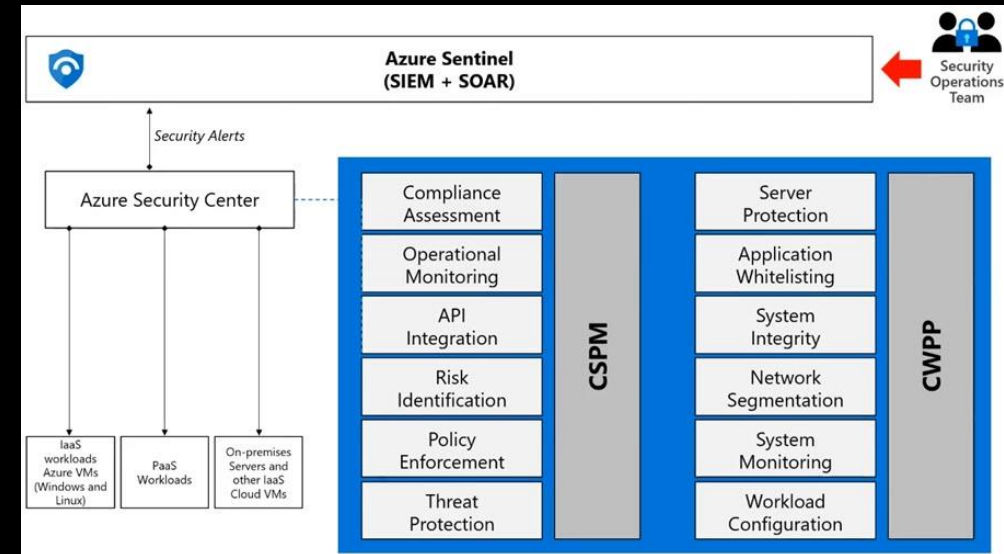 Azure Sentinel
(SIEM + SOAR)
Security
Operations
Team
Security Alerts
Azure Security Center
IaaS
workloads
Azure VMs
(Windows and
Linux)
PaaS
Workloads
On-premises
Servers and
other IaaS
Cloud VMs
Compliance
Assessment
Operational
Monitoring
API
Integration
Risk
Identification
Policy
Enforcement
Threat
Protection
CSPM
Server
Protection
Application
Whitelisting
System
Integrity
Network
Segmentation
System
Monitoring
Workload
Configuration
CWPP